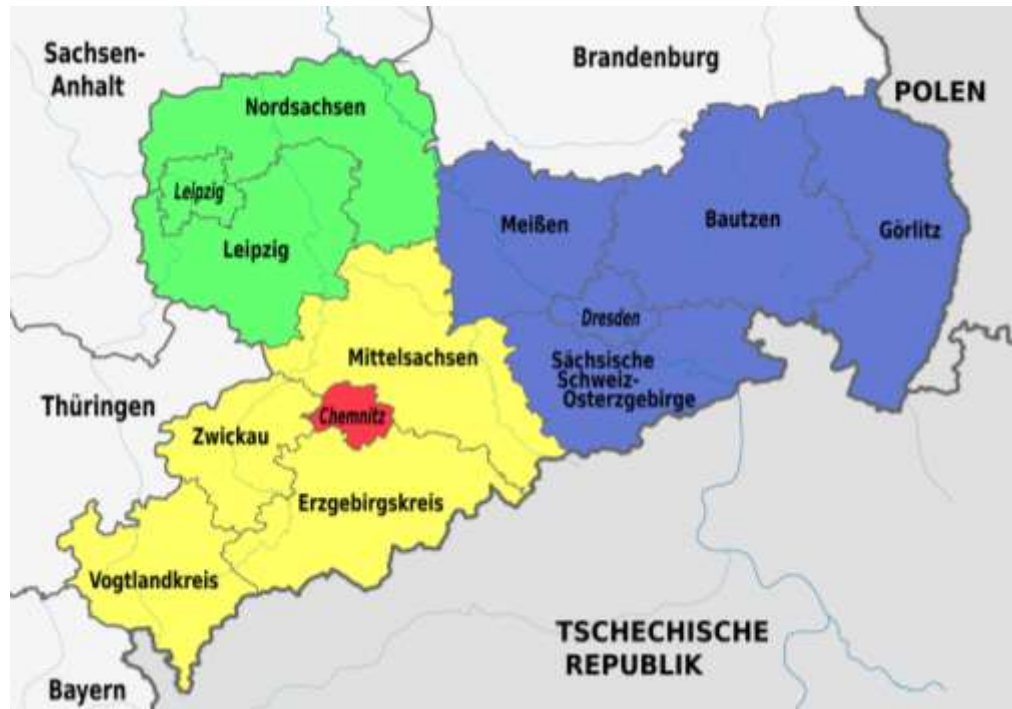 Sachsen-
Anhalt
Brandenburg
POLEN
Nordsachsen
Leipzig
Leipzig
Meißen
Bautzen
Görlitz
Dresden
Mittelsachsen
Sächsische
Schweiz-
Osterzgebirge
Thüringen
Chemnitz
Zwickau
Erzgebirgskreis
Vogtlandkreis
TSCHECHISCHE
REPUBLIK
Bayern